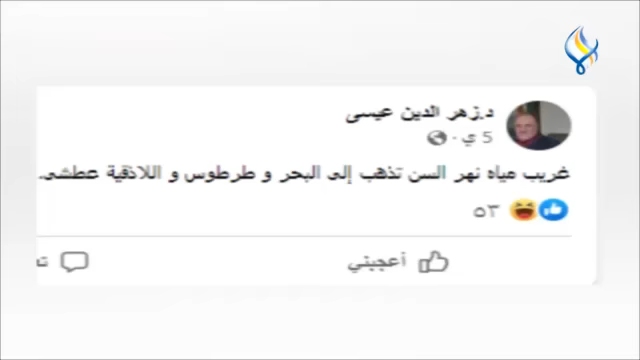 د.زهر الدين عيسى
5 ي ·
غريب مياه نهر السن تذهب إلى البحر و طرطوس و اللاذقية عطشى.
٥٣
أعجبني